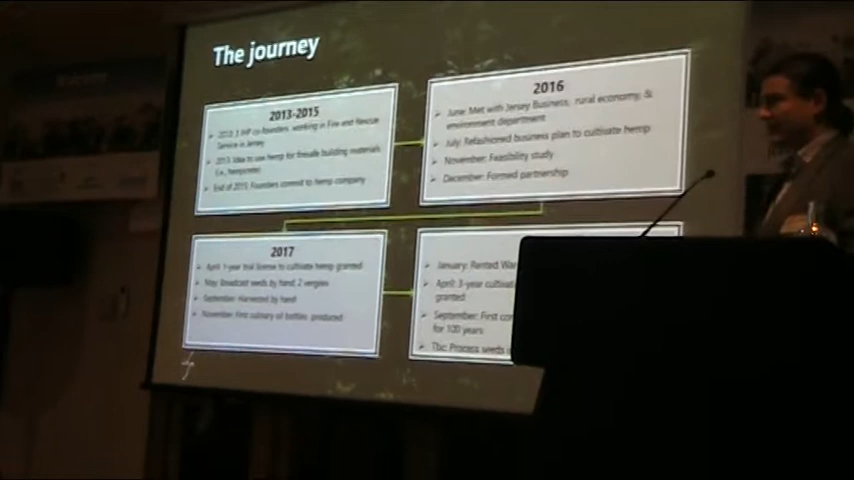 The journey
2013-2015
2013: 3 JHP co-founders working in Fire and Rescue
Service in Jersey
2013: Idea to use hemp for fireside building materials
(i.e., hempcrete)
End of 2015: Founders commit to hemp company
2016
June: Met with Jersey Business, rural economy, &
environment department
July: Refashioned business plan to cultivate hemp
November: Feasibility study
December: Formed partnership
2017
April: 1-year trial license to cultivate hemp granted
May: Broadcast seeds by hand, 2 vergées
September: Harvested by hand
November: First culinary oil bottles produced
January: Rented
April: 3-year
granted
September: First
for 100 years
Tbc: Process seeds